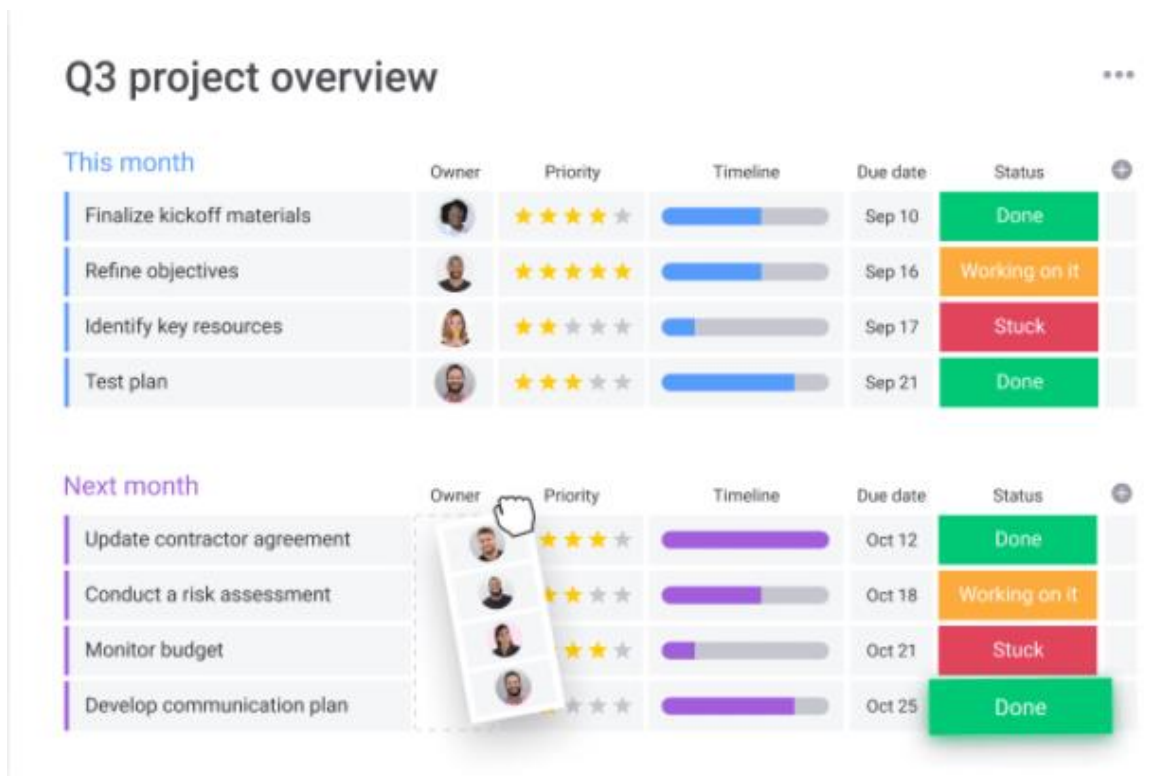 Q3 project overview
This month Owner Priority Timeline Due date Status
Finalize kickoff materials Sep 10 Done
Refine objectives Sep 16 Working on it
Identify key resources Sep 17 Stuck
Test plan Sep 21 Done
Next month Owner Priority Timeline Due date Status
Update contractor agreement Oct 12 Done
Conduct a risk assessment Oct 18 Working on it
Monitor budget Oct 21 Stuck
Develop communication plan Oct 25 Done